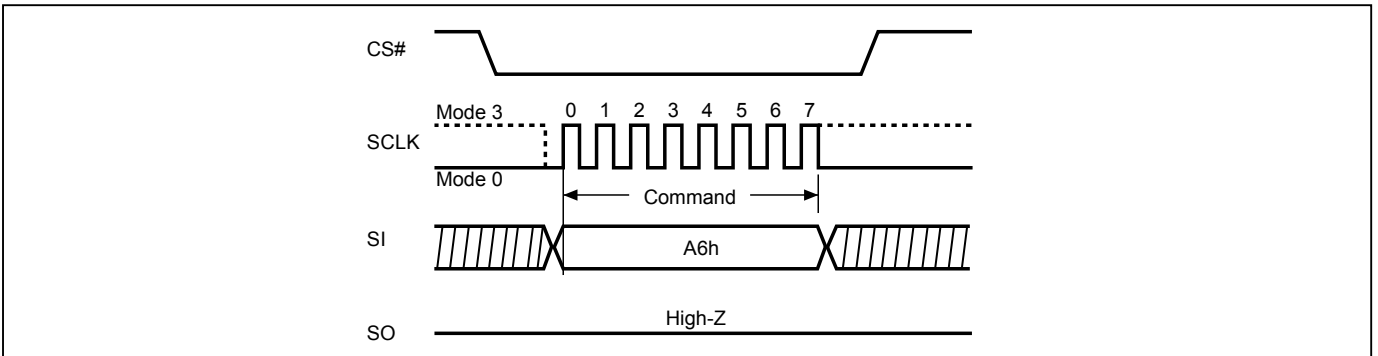 CS#
Mode 3 0 1 2 3 4 5 6 7
SCLK
Mode 0
Command
SI
A6h
High-Z
SO